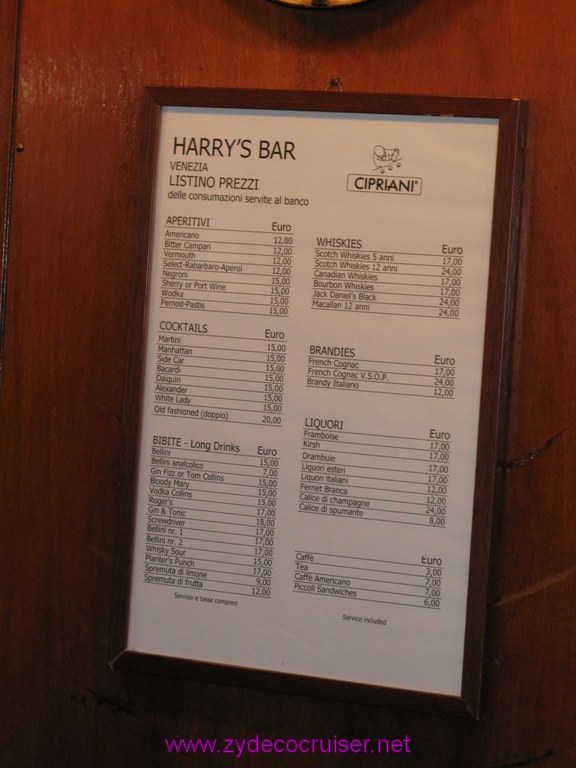 HARRY'S BAR
VENEZIA
LISTINO PREZZI
delle consumazioni servite al banco
CIPRIANI®
APERITIVI Euro
Americano 12,00
Bitter Campari 12,00
Vermouth 12,00
Select-Rabarbaro-Aperol 12,00
Negroni 15,00
Sherry or Port Wine 15,00
Wodka 15,00
Pernod-Pastis 15,00
COCKTAILS Euro
Martini 15,00
Manhattan 15,00
Side Car 15,00
Bacardi 15,00
Daiquiri 15,00
Alexander 15,00
White Lady 15,00
Old fashioned (doppio) 20,00
BIBITE - Long Drinks Euro
Bellini 15,00
Bellini analcolico 7,00
Gin Fizz or Tom Collins 15,00
Bloody Mary 15,00
Vodka Collins 15,00
Roger's 15,00
Gin & Tonic 17,00
Screwdriver 18,00
Bellini nr. 1 17,00
Bellini nr. 2 17,00
Whisky Sour 17,00
Planter's Punch 15,00
Spremuta di limone 17,00
Spremuta di frutta 9,00
12,00
Servizio e tasse compresi
WHISKIES Euro
Scotch Whiskies 5 anni 17,00
Scotch Whiskies 12 anni 24,00
Canadian Whiskies 17,00
Bourbon Whiskies 17,00
Jack Daniel's Black 24,00
Macallan 12 anni 24,00
BRANDIES Euro
French Cognac 17,00
French Cognac V.S.O.P. 24,00
Brandy Italiano 12,00
LIQUORI Euro
Framboise 17,00
Kirsh 17,00
Drambuie 17,00
Liquori esteri 17,00
Liquori italiani 12,00
Fernet Branca 12,00
Calice di champagne 24,00
Calice di spumante 8,00
Euro
Caffè 3,00
Tea 7,00
Caffè Americano 7,00
Piccoli Sandwiches 6,00
Service included
www.zydecocruiser.net